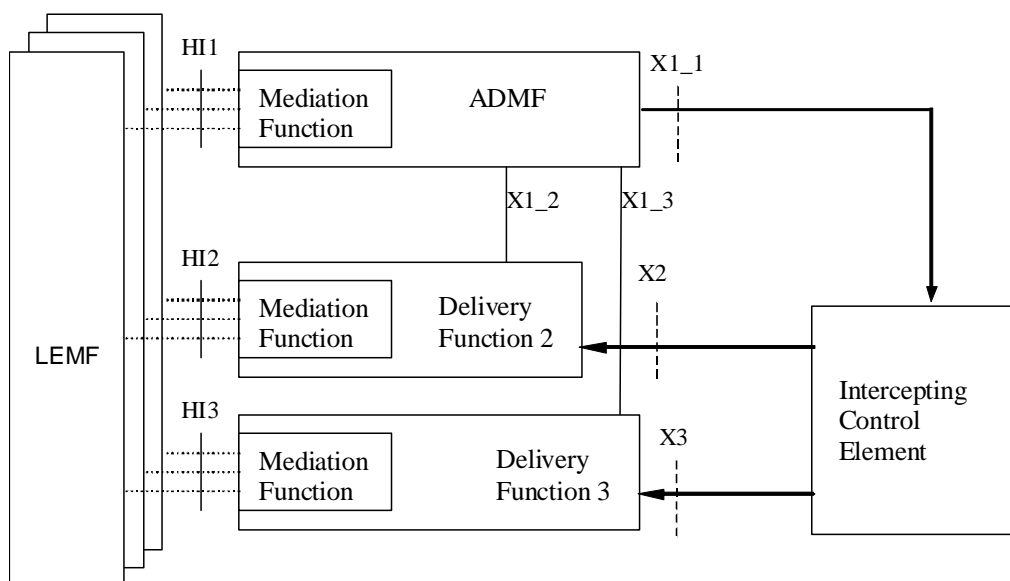 HI1
X1_1
Mediation
Function
ADMF
X1_2
X1_3
HI2
X2
Mediation
Function
Delivery
Function 2
LEMF
Intercepting
Control
Element
HI3
X3
Mediation
Function
Delivery
Function 3